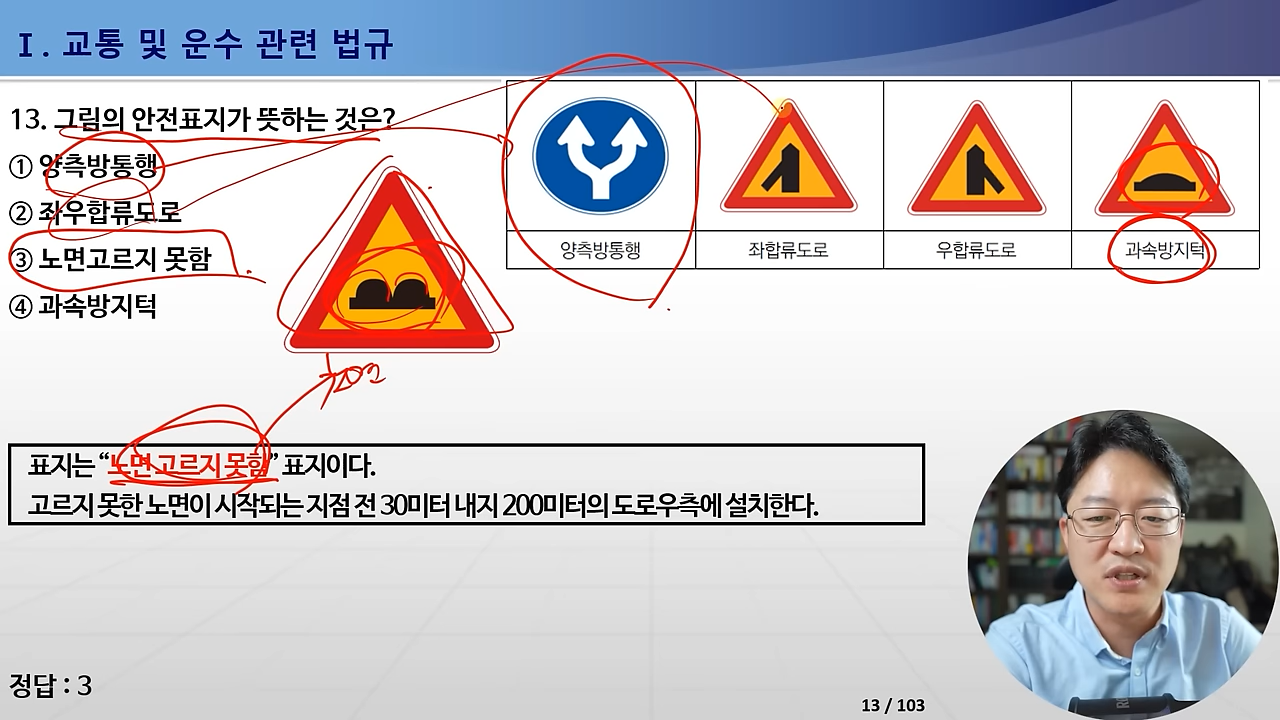 Ⅰ. 교통 및 운수 관련 법규
13. 그림의 안전표지가 뜻하는 것은?
① 양측방통행
② 좌우합류도로
③ 노면고르지 못함
④ 과속방지턱
양측방통행
좌합류도로
우합류도로
과속방지턱
표지는 “노면 고르지 못함” 표지이다.
고르지 못한 노면이 시작되는 지점 전 30미터 내지 200미터의 도로우측에 설치한다.
정답 : 3
13 / 103